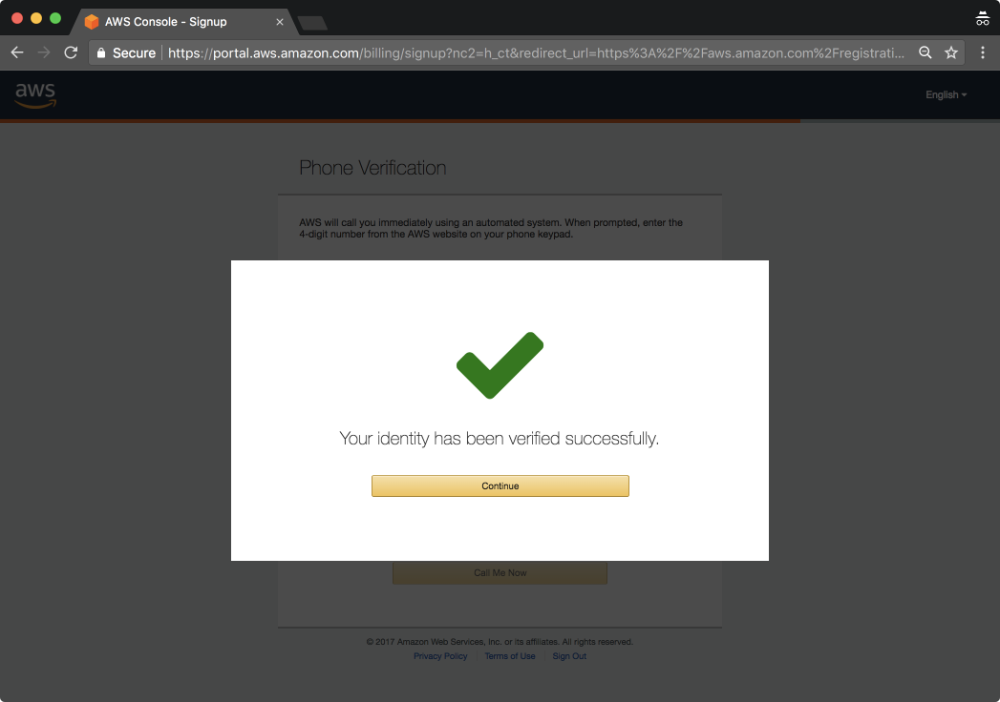 AWS Console - Signup
Secure https://portal.aws.amazon.com/billing/signup?nc2=h_ct&redirect_url=https%3A%2F%2Faws.amazon.com%2Fregistrati...
aws
English
Phone Verification
AWS will call you immediately using an automated system. When prompted, enter the
4-digit number from the AWS website on your phone keypad.
Your identity has been verified successfully.
Continue
Call Me Now
© 2017 Amazon Web Services, Inc. or its affiliates. All rights reserved.
Privacy Policy Terms of Use Sign Out